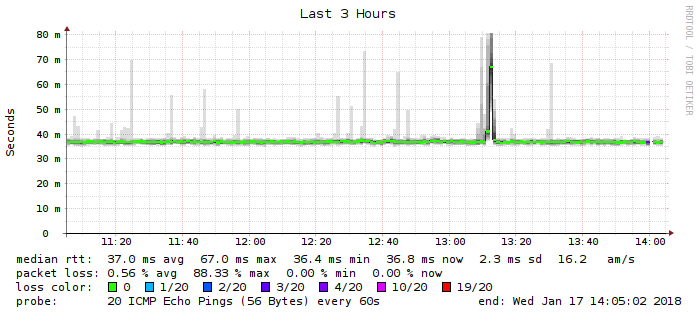 Last 3 Hours
RRDTOOL / TOBI OETIKER
Seconds
80 m
70 m
60 m
50 m
40 m
30 m
20 m
10 m
0
11:20 11:40 12:00 12:20 12:40 13:00 13:20 13:40 14:00
median rtt: 37.0 ms avg 67.0 ms max 36.4 ms min 36.8 ms now 2.3 ms sd 16.2 am/s
packet loss: 0.56 % avg 88.33 % max 0.00 % min 0.00 % now
loss color: 0 1/20 2/20 3/20 4/20 10/20 19/20
probe: 20 ICMP Echo Pings (56 Bytes) every 60s end: Wed Jan 17 14:05:02 2018